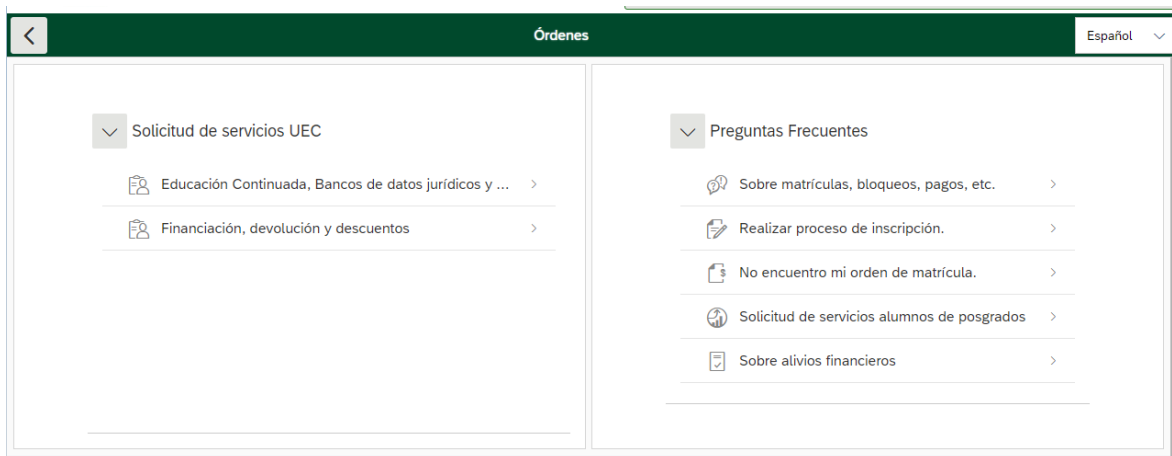 Órdenes
Español
Solicitud de servicios UEC
Educación Continuada, Bancos de datos jurídicos y ...
Financiación, devolución y descuentos
Preguntas Frecuentes
Sobre matrículas, bloqueos, pagos, etc.
Realizar proceso de inscripción.
No encuentro mi orden de matrícula.
Solicitud de servicios alumnos de posgrados
Sobre alivios financieros